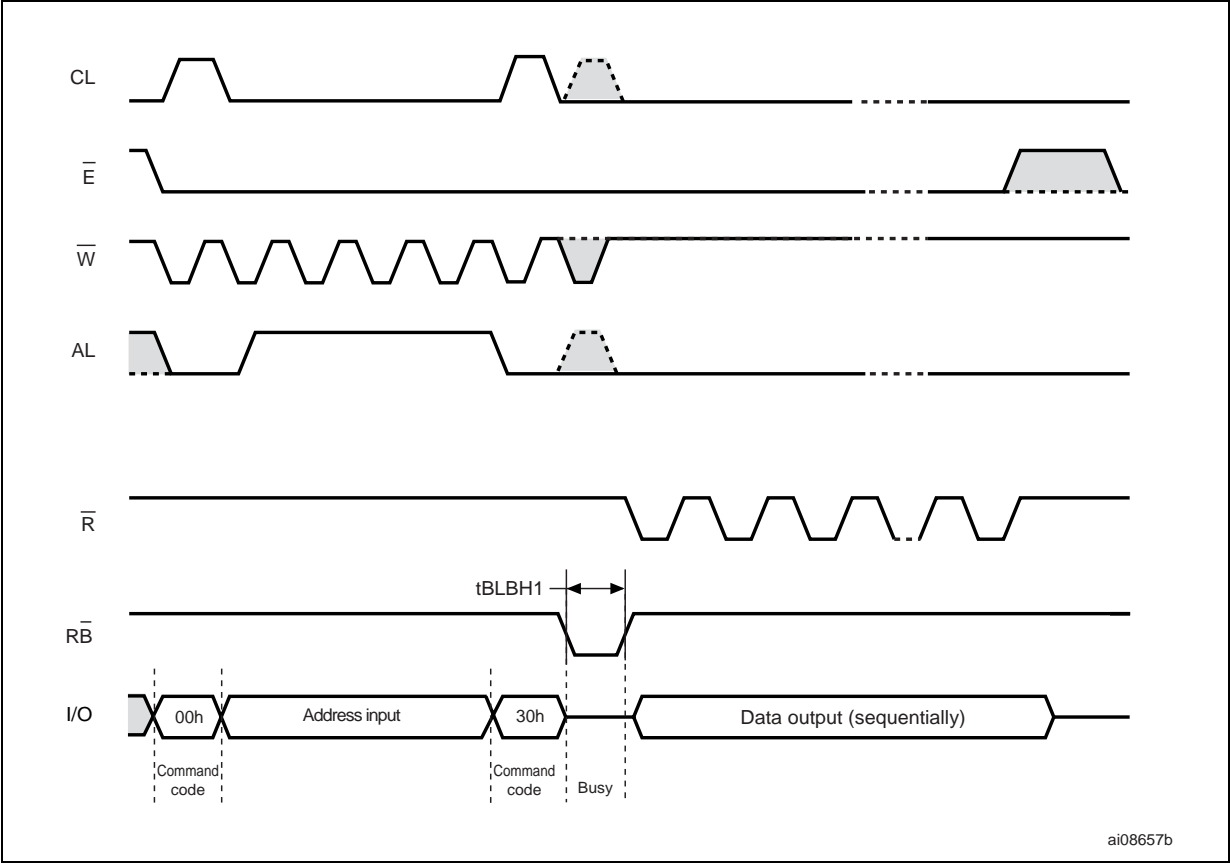 CL
E̅
W̅
AL
R̅
tBLBH1
RB̅
I/O
00h
Address input
30h
Data output (sequentially)
Command
code
Command
code
Busy
ai08657b